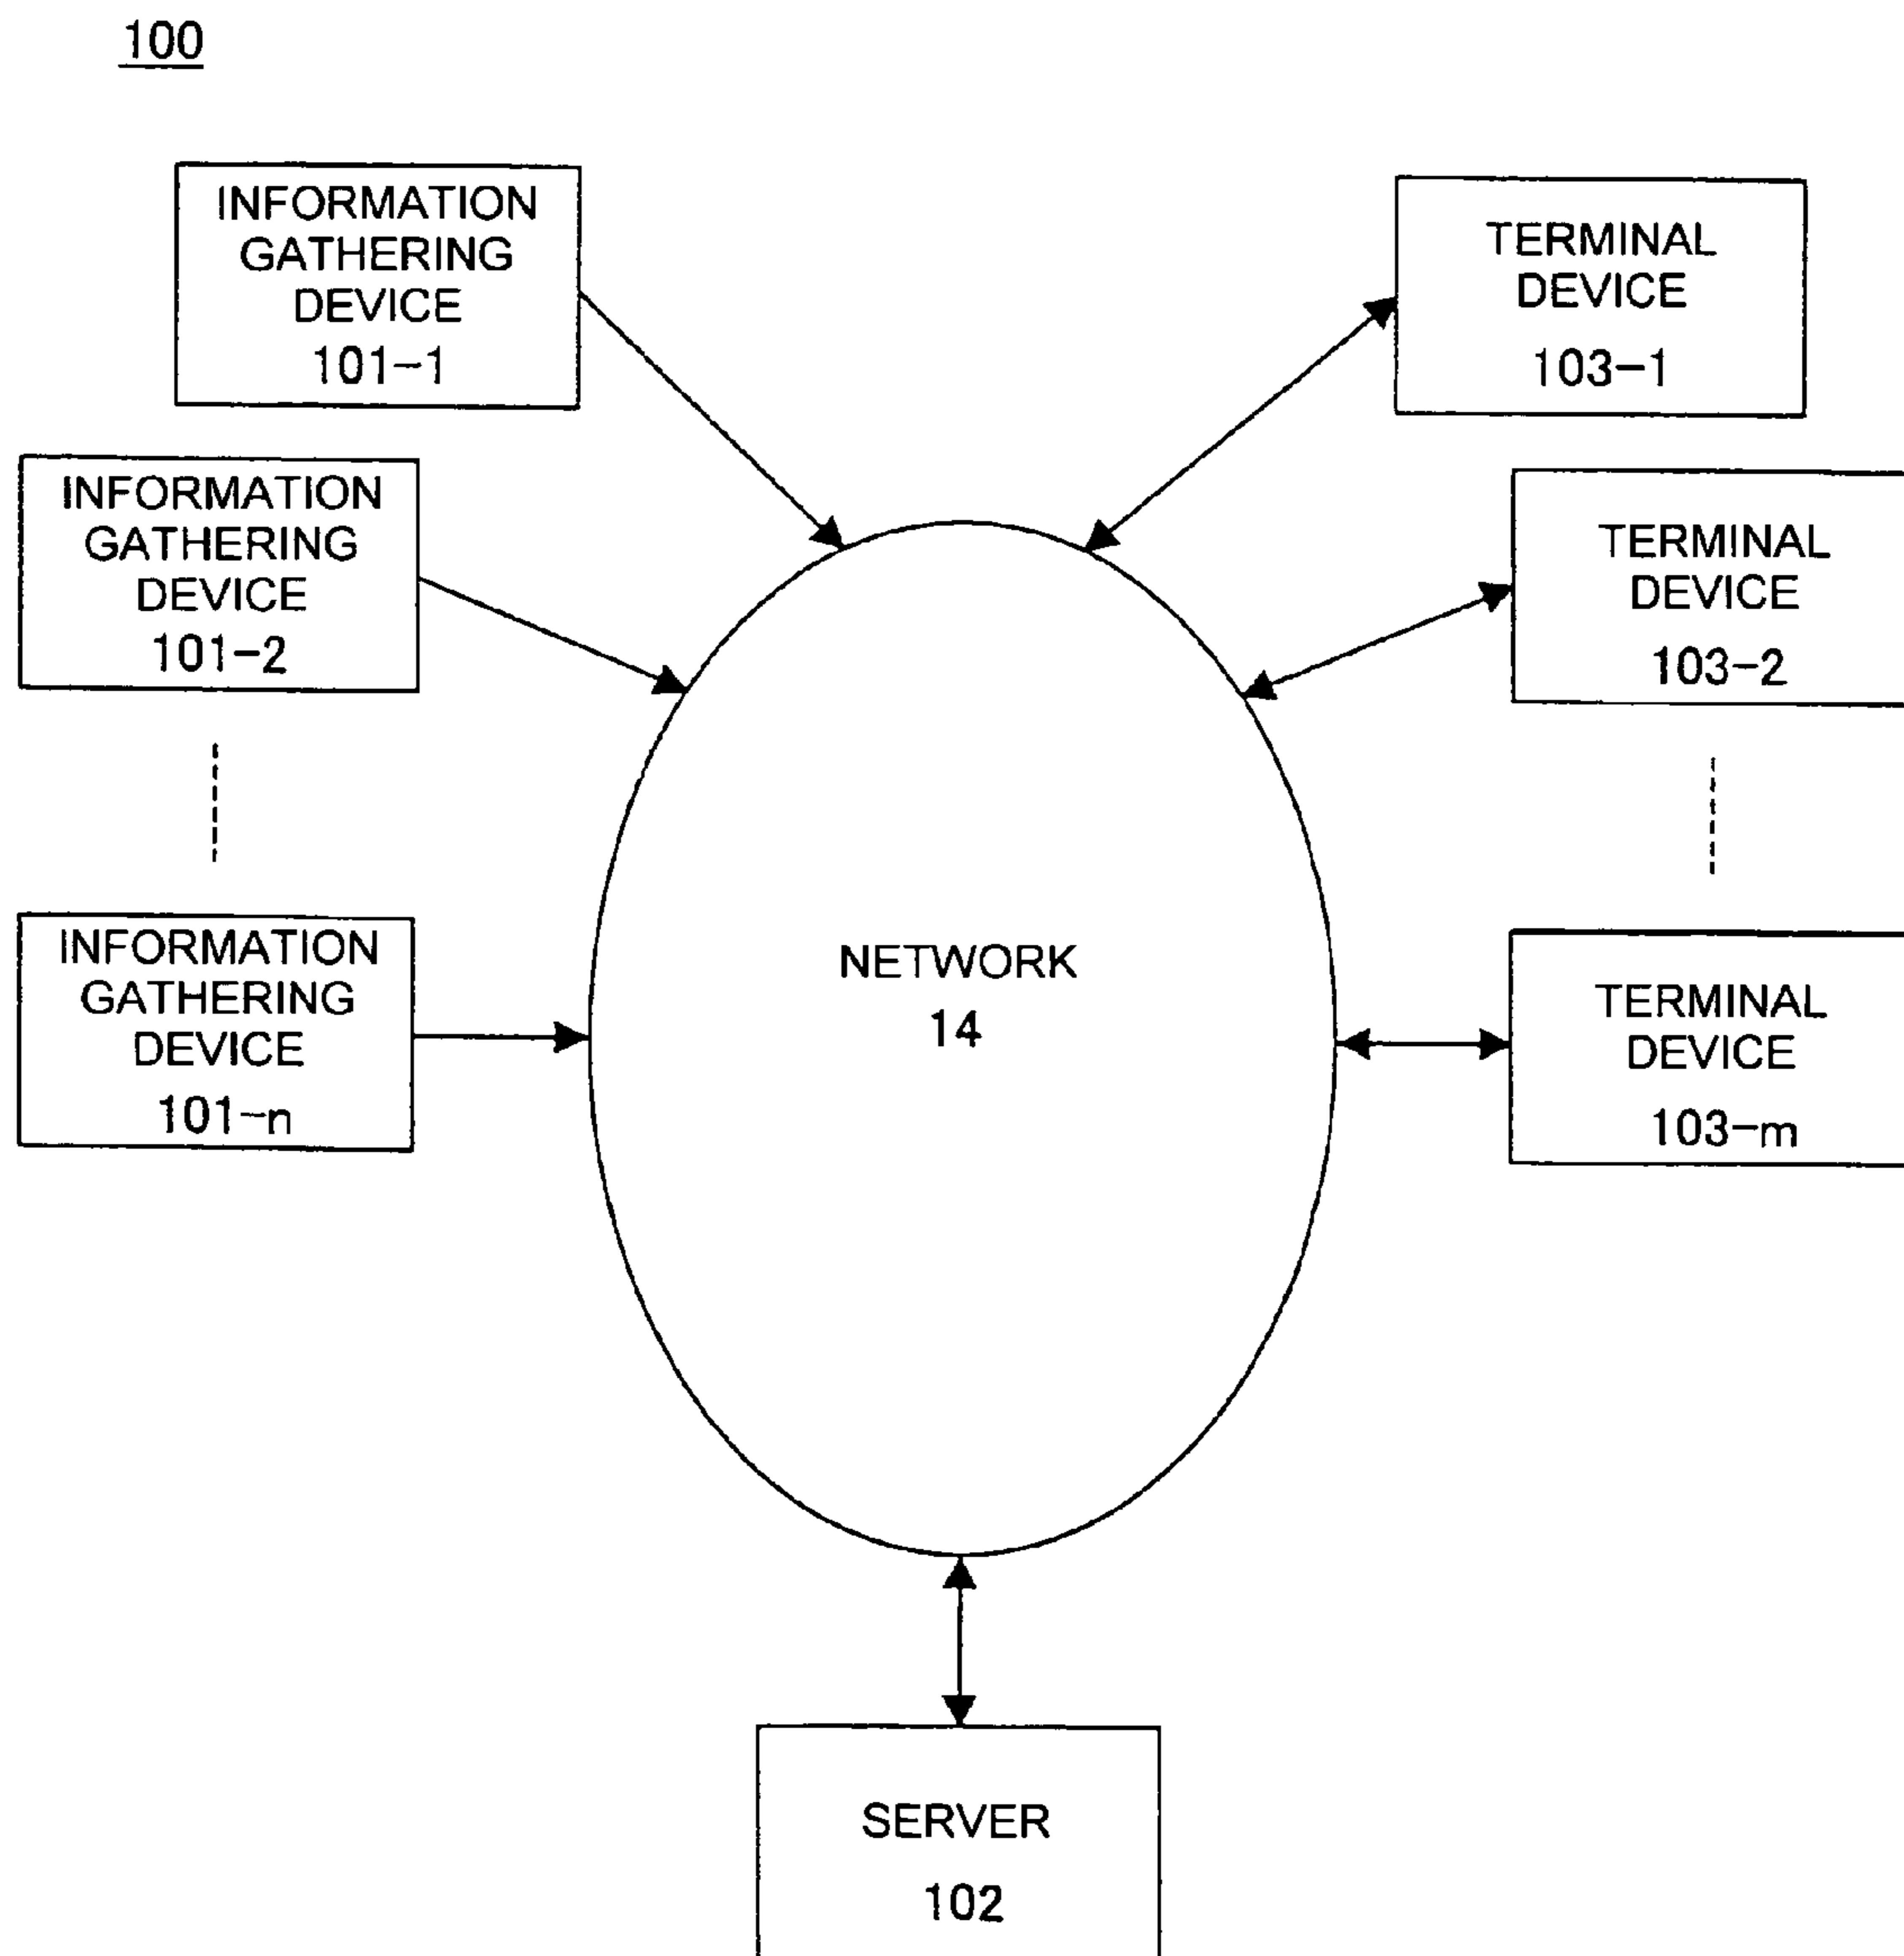 100
INFORMATION
GATHERING
DEVICE
101-1
INFORMATION
GATHERING
DEVICE
101-2
INFORMATION
GATHERING
DEVICE
101-n
TERMINAL
DEVICE
103-1
TERMINAL
DEVICE
103-2
TERMINAL
DEVICE
103-m
NETWORK
14
SERVER
102